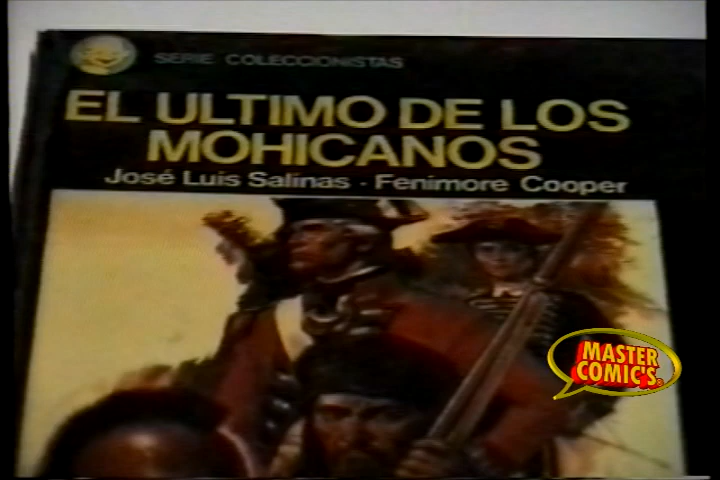 SERIE COLECCIONISTAS
EL ULTIMO DE LOS
MOHICANOS
José Luis Salinas · Fenimore Cooper
MASTER
COMIC'S®